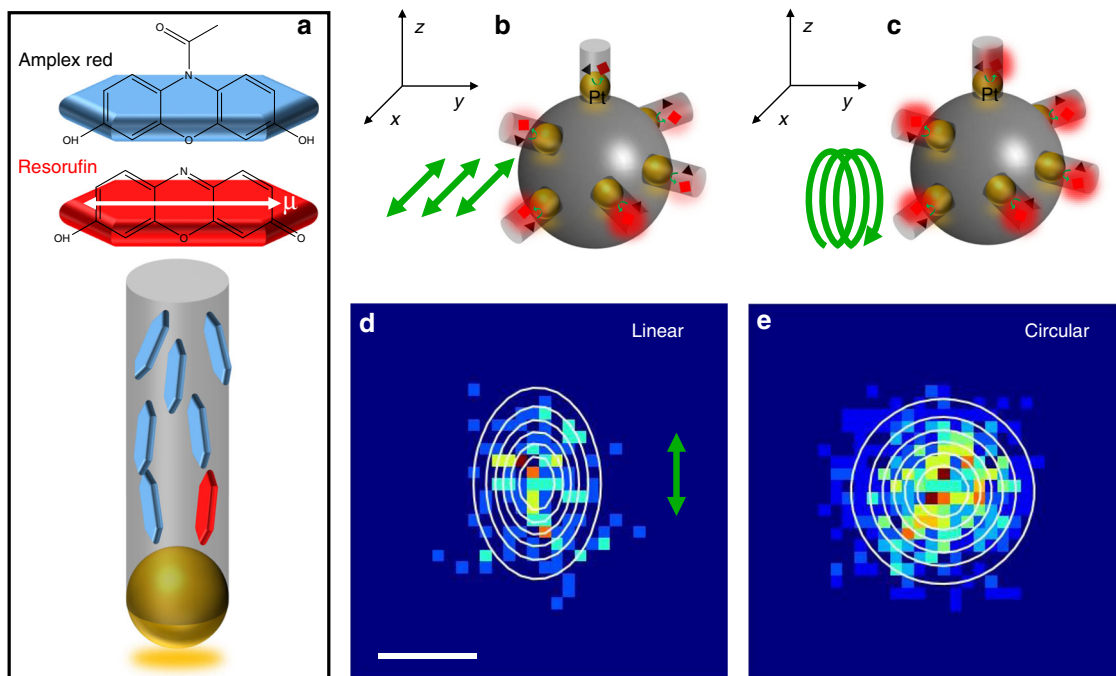 a
O
Amplex red
N
OH
O
OH
Resorufin
N
μ
OH
O
O
b
z
y
x
Pt
c
z
y
x
Pt
d
Linear
e
Circular